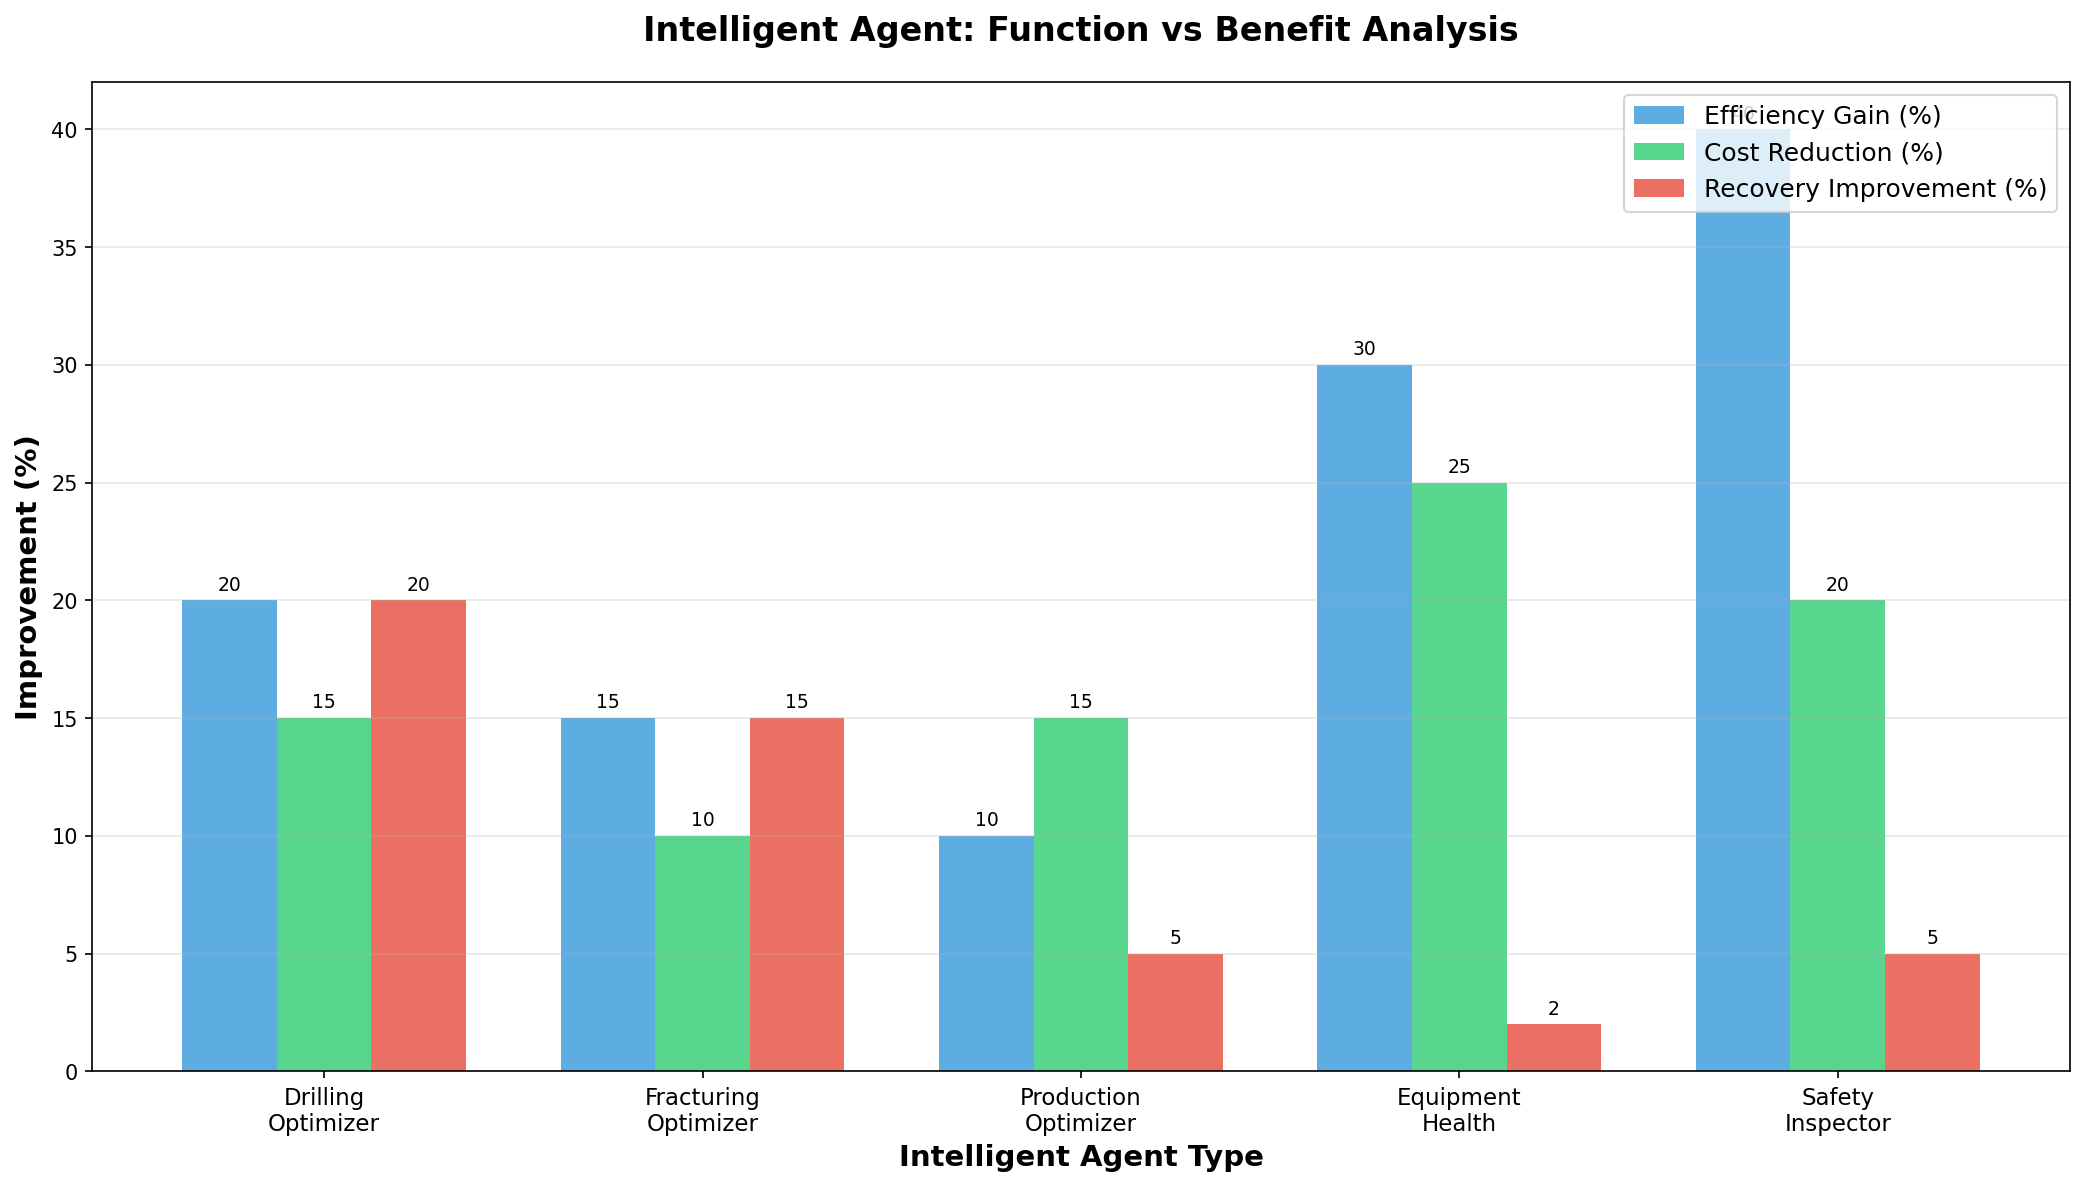 Intelligent Agent: Function vs Benefit Analysis
Efficiency Gain (%)
Cost Reduction (%)
Recovery Improvement (%)
Improvement (%)
40
35
30
25
20
15
10
5
0
20
15
20
15
10
15
10
15
5
30
25
2
20
5
Drilling
Optimizer
Fracturing
Optimizer
Production
Optimizer
Equipment
Health
Safety
Inspector
Intelligent Agent Type